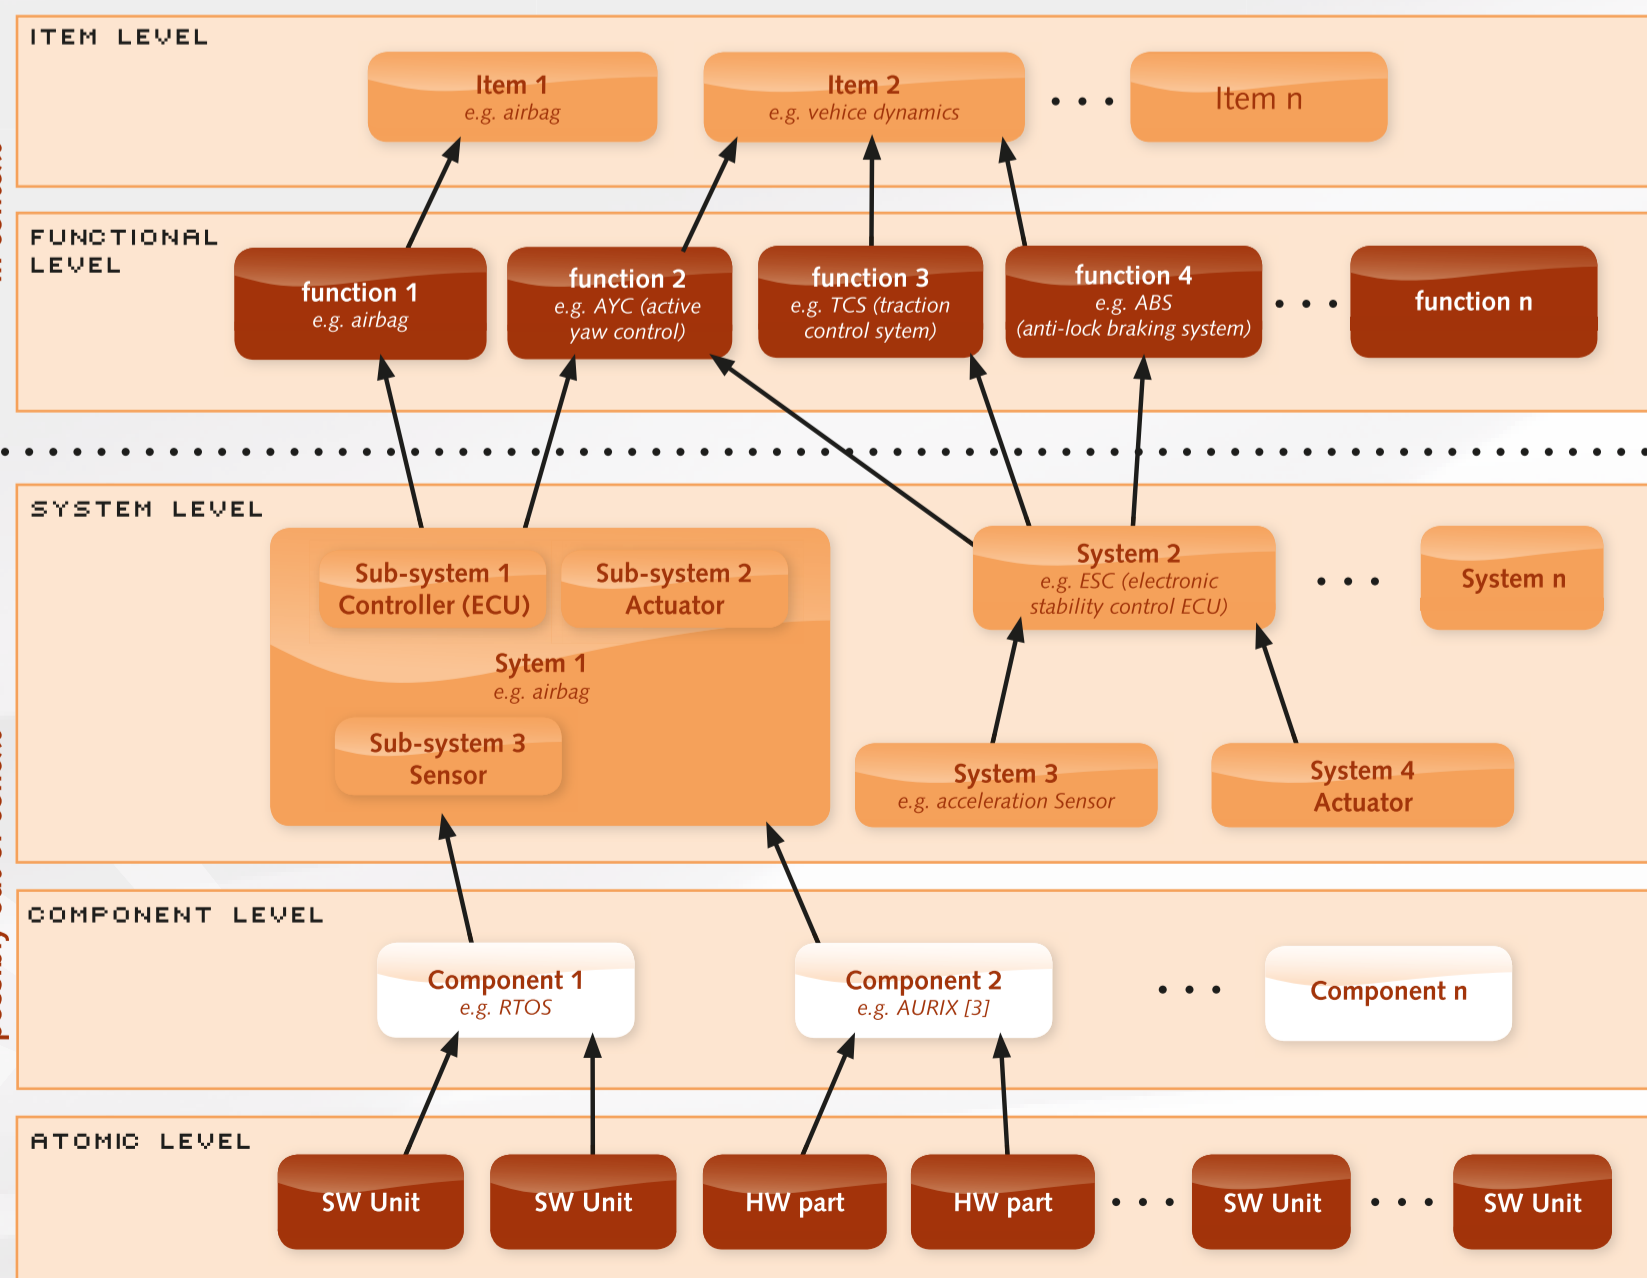 ITEM LEVEL
Item 1
e.g. airbag
Item 2
e.g. vehice dynamics
Item n
FUNCTIONAL
LEVEL
function 1
e.g. airbag
function 2
e.g. AYC (active
yaw control)
function 3
e.g. TCS (traction
control sytem)
function 4
e.g. ABS
(anti-lock braking system)
function n
SYSTEM LEVEL
Sub-system 1
Controller (ECU)
Sub-system 2
Actuator
Sytem 1
e.g. airbag
Sub-system 3
Sensor
System 2
e.g. ESC (electronic
stability control ECU)
System n
System 3
e.g. acceleration Sensor
System 4
Actuator
COMPONENT LEVEL
Component 1
e.g. RTOS
Component 2
e.g. AURIX [3]
Component n
ATOMIC LEVEL
SW Unit
SW Unit
HW part
HW part
SW Unit
SW Unit